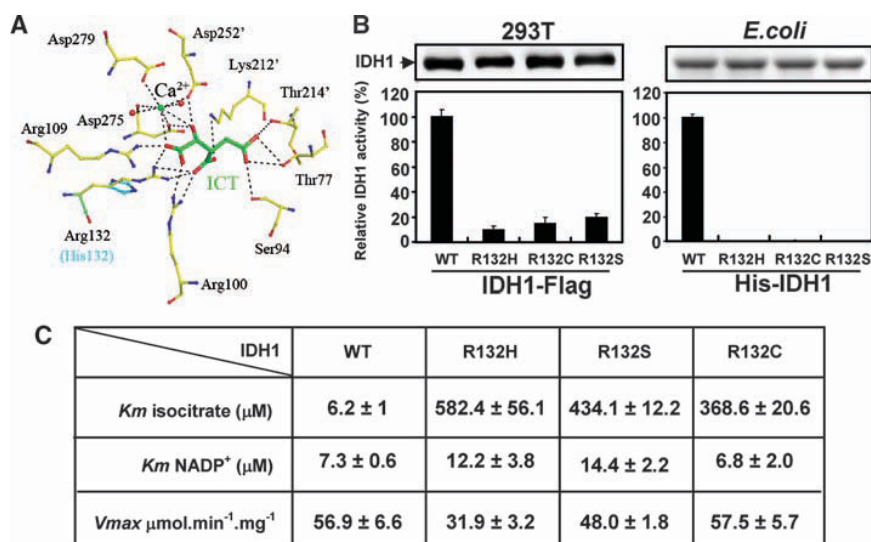 A
Asp279
Asp252'
Ca2+
Lys212'
Thr214'
Asp275
Arg109
ICT
Thr77
Arg132
(His132)
Ser94
Arg100
B
293T
E.coli
IDH1
Relative IDH1 activity (%)
100
80
60
40
20
0
WT R132H R132C R132S
IDH1-Flag
100
80
60
40
20
0
WT R132H R132C R132S
His-IDH1
C
IDH1 WT R132H R132S R132C
Km isocitrate (μM) 6.2 ± 1 582.4 ± 56.1 434.1 ± 12.2 368.6 ± 20.6
Km NADP+ (μM) 7.3 ± 0.6 12.2 ± 3.8 14.4 ± 2.2 6.8 ± 2.0
Vmax μmol.min-1.mg-1 56.9 ± 6.6 31.9 ± 3.2 48.0 ± 1.8 57.5 ± 5.7